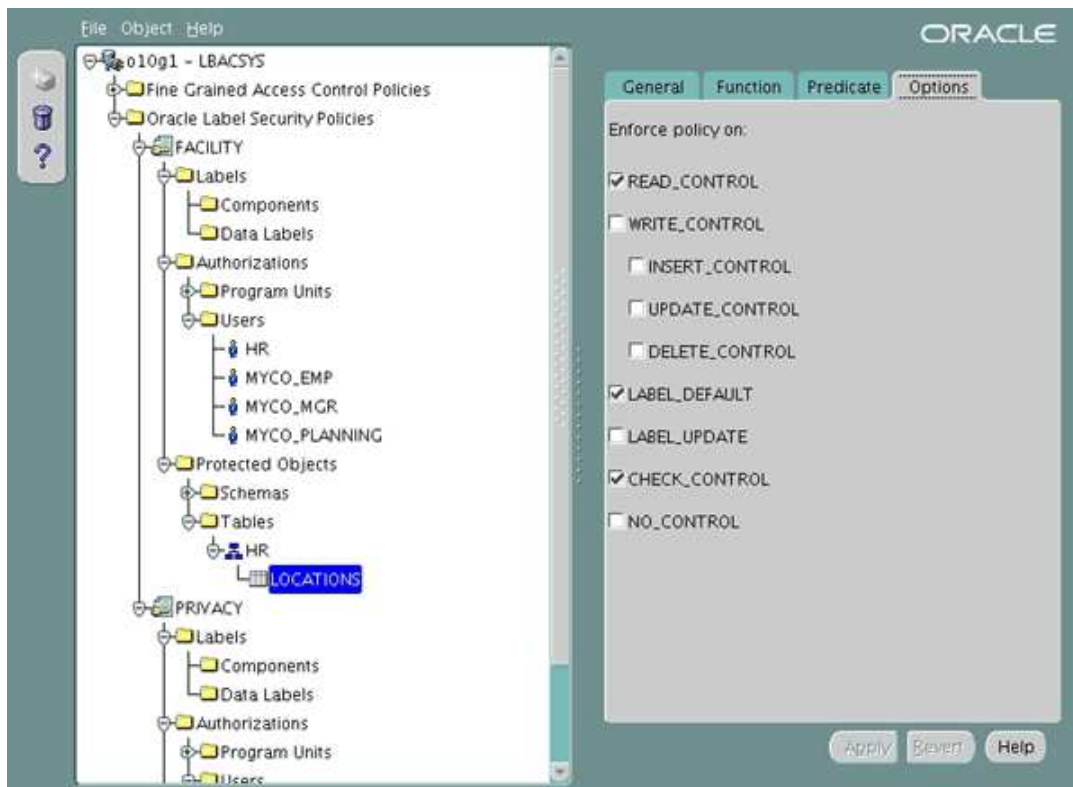 File Object Help
ORACLE
o10g1 - LBACSYS
Fine Grained Access Control Policies
Oracle Label Security Policies
FACILITY
Labels
Components
Data Labels
Authorizations
Program Units
Users
HR
MYCO_EMP
MYCO_MGR
MYCO_PLANNING
Protected Objects
Schemas
Tables
HR
LOCATIONS
PRIVACY
Labels
Components
Data Labels
Authorizations
Program Units
Users
General Function Predicate Options
Enforce policy on:
READ_CONTROL
WRITE_CONTROL
INSERT_CONTROL
UPDATE_CONTROL
DELETE_CONTROL
LABEL_DEFAULT
LABEL_UPDATE
CHECK_CONTROL
NO_CONTROL
Apply Revert Help
?